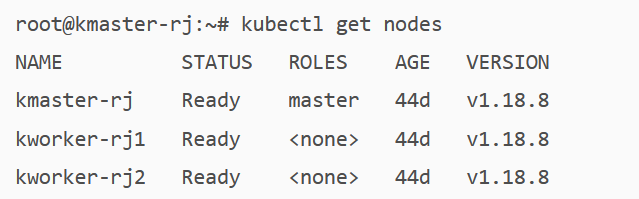 root@kmaster-rj:~# kubectl get nodes
NAME          STATUS   ROLES    AGE   VERSION
kmaster-rj    Ready    master   44d   v1.18.8
kworker-rj1   Ready    <none>   44d   v1.18.8
kworker-rj2   Ready    <none>   44d   v1.18.8